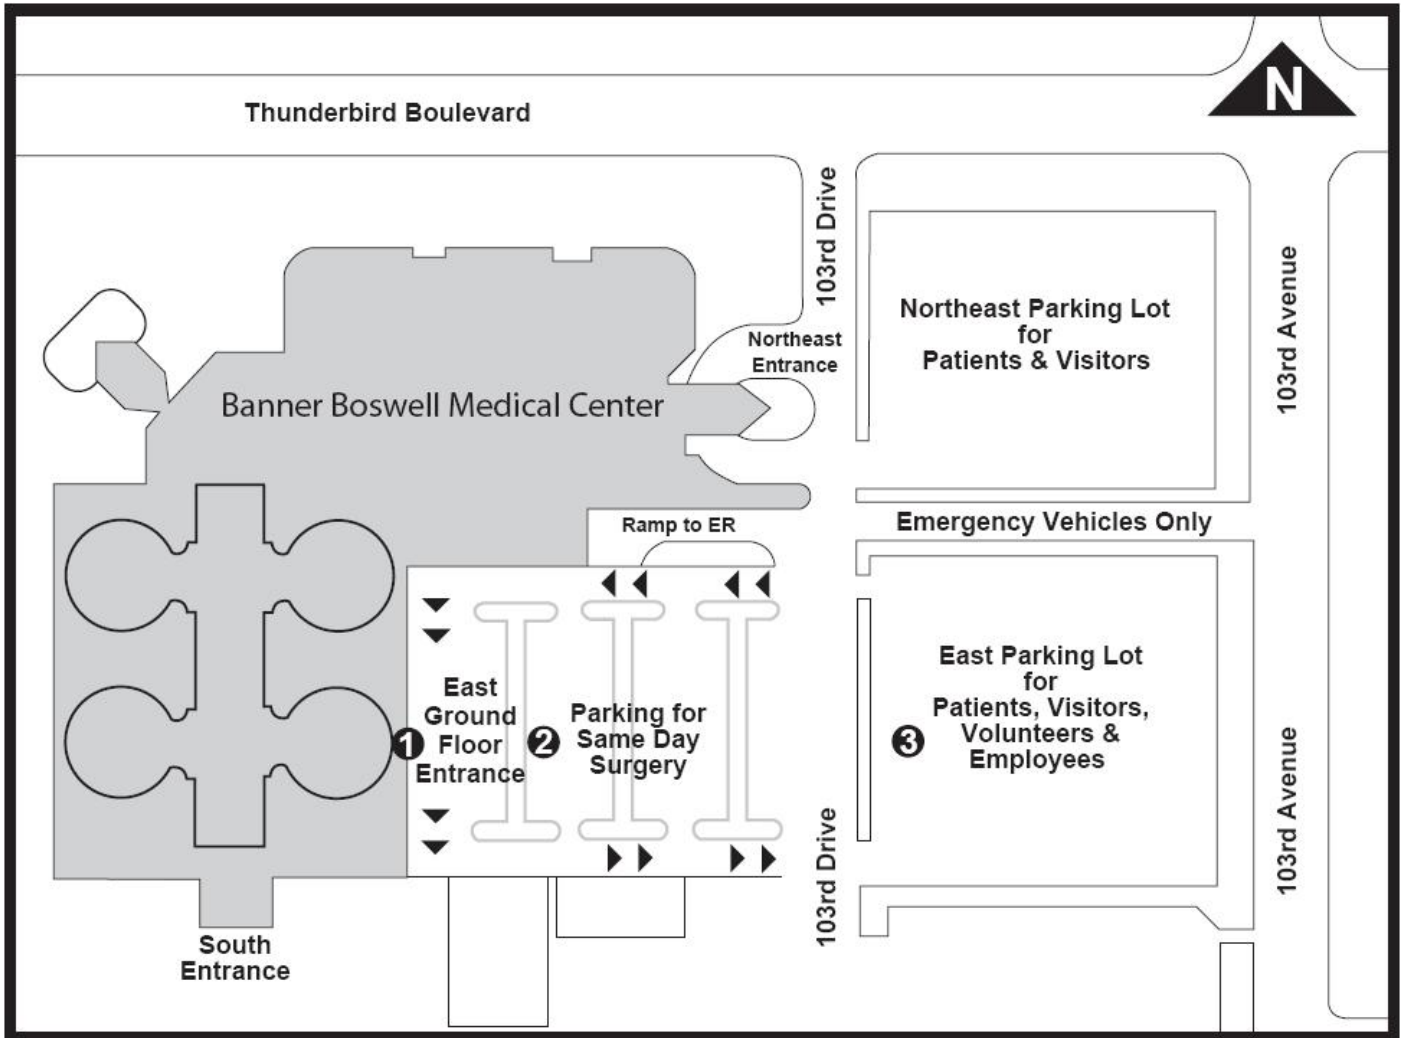 N
Thunderbird Boulevard
103rd Drive
103rd Avenue
Northeast Parking Lot
for
Patients & Visitors
Northeast
Entrance
Banner Boswell Medical Center
Ramp to ER
Emergency Vehicles Only
1
East
Ground
Floor
Entrance
2
Parking for
Same Day
Surgery
3
East Parking Lot
for
Patients, Visitors,
Volunteers &
Employees
103rd Drive
103rd Avenue
South
Entrance